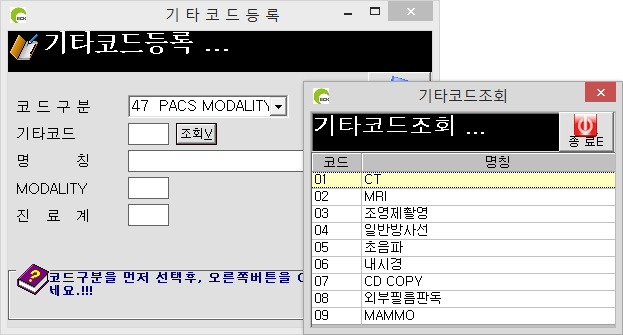 기타코드등록
기타코드등록 ...
코드구분
47 PACS MODALITY
기타코드
조회V
명 칭
MODALITY
진 료 계
코드구분을 먼저 선택후, 오른쪽버튼을
세요.!!!
기타코드조회
기타코드조회 ...
종 료E
코드 명칭
01 CT
02 MRI
03 조영제촬영
04 일반방사선
05 초음파
06 내시경
07 CD COPY
08 외부필름판독
09 MAMMO